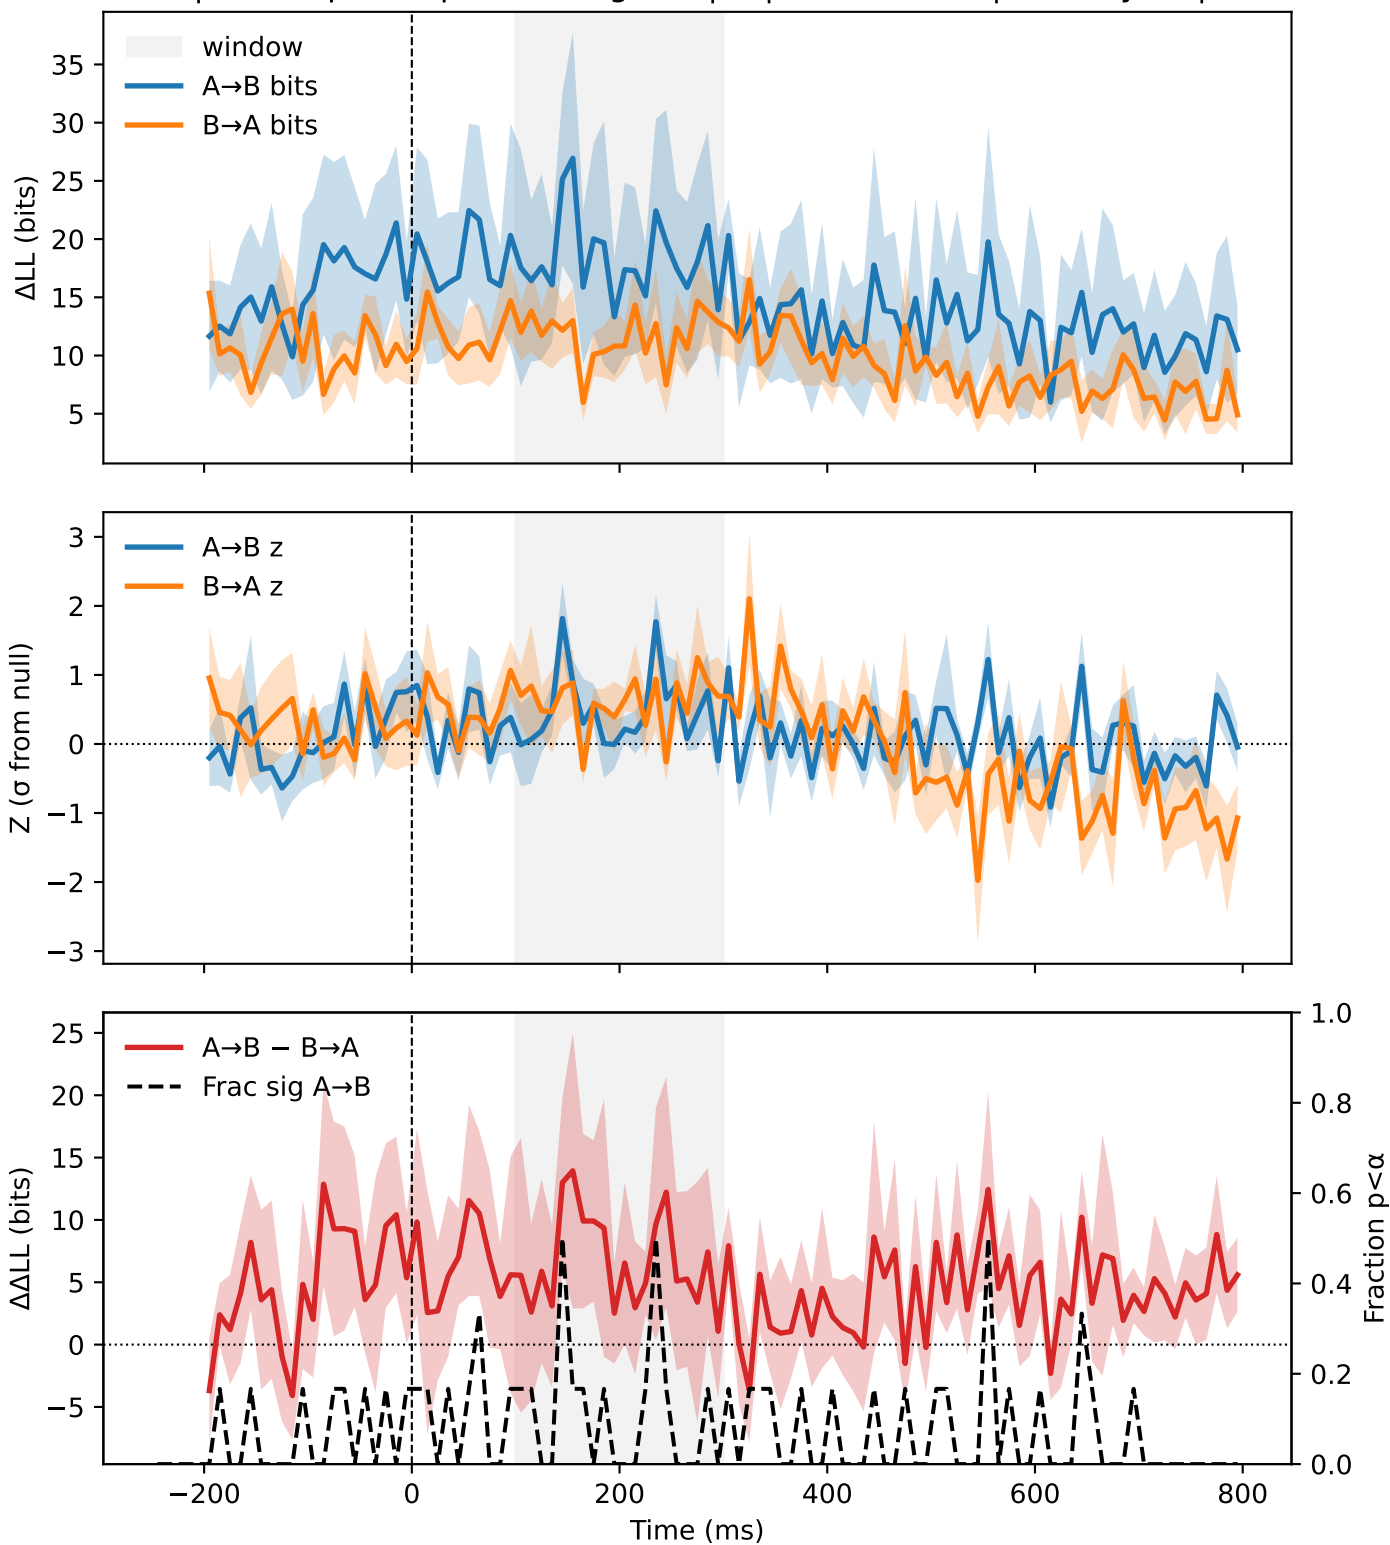 window
A→B bits
B→A bits
ΔLL (bits)
35
30
25
20
15
10
5
A→B z
B→A z
Z (σ from null)
3
2
1
0
−1
−2
−3
A→B − B→A
Frac sig A→B
ΔΔLL (bits)
25
20
15
10
5
0
−5
1.0
0.8
0.6
0.4
0.2
0.0
Fraction p<α
−200 0 200 400 600 800
Time (ms)